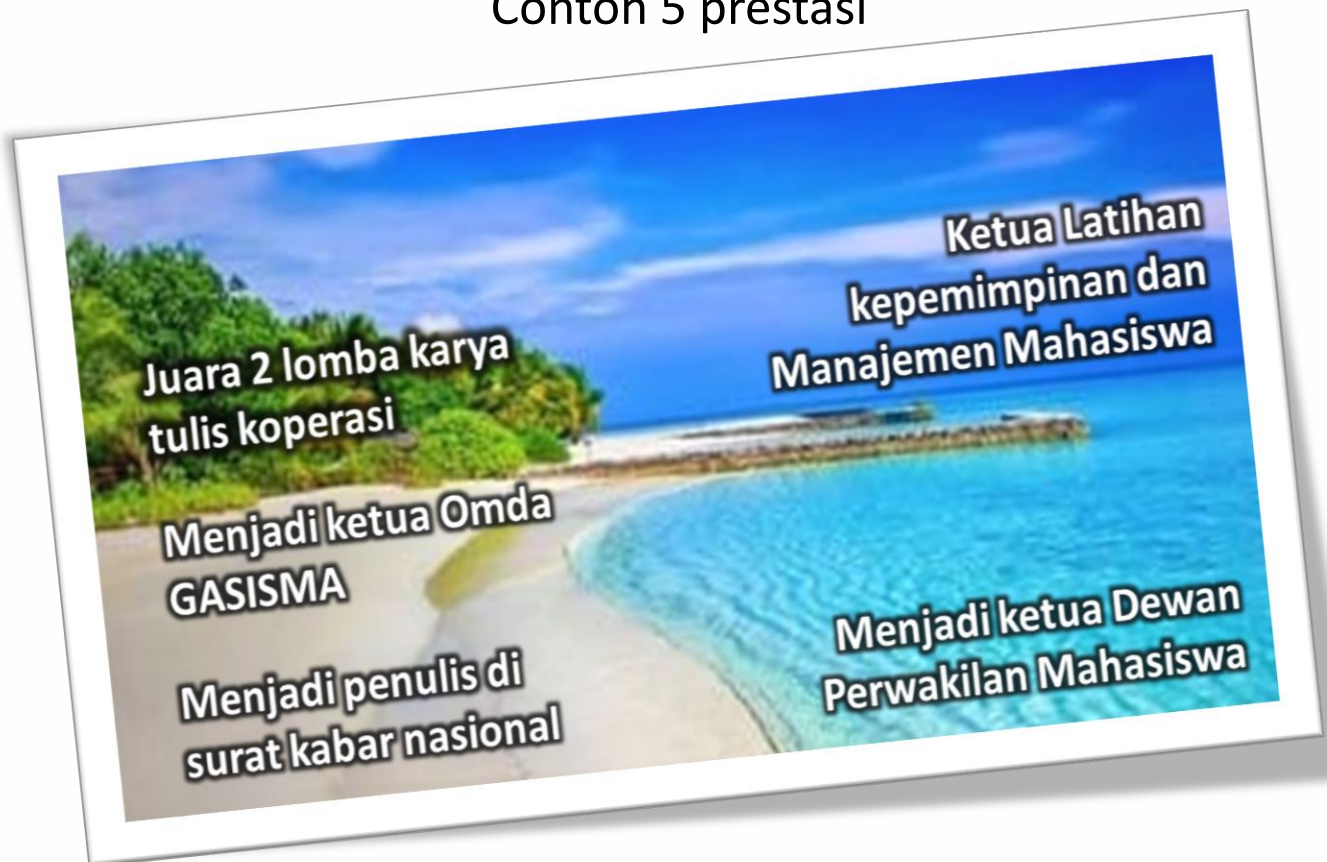 Contoh 5 prestasi
Juara 2 lomba karya
tulis koperasi
Menjadi ketua Omda
GASISMA
Menjadi penulis di
surat kabar nasional
Ketua Latihan
kepemimpinan dan
Manajemen Mahasiswa
Menjadi ketua Dewan
Perwakilan Mahasiswa